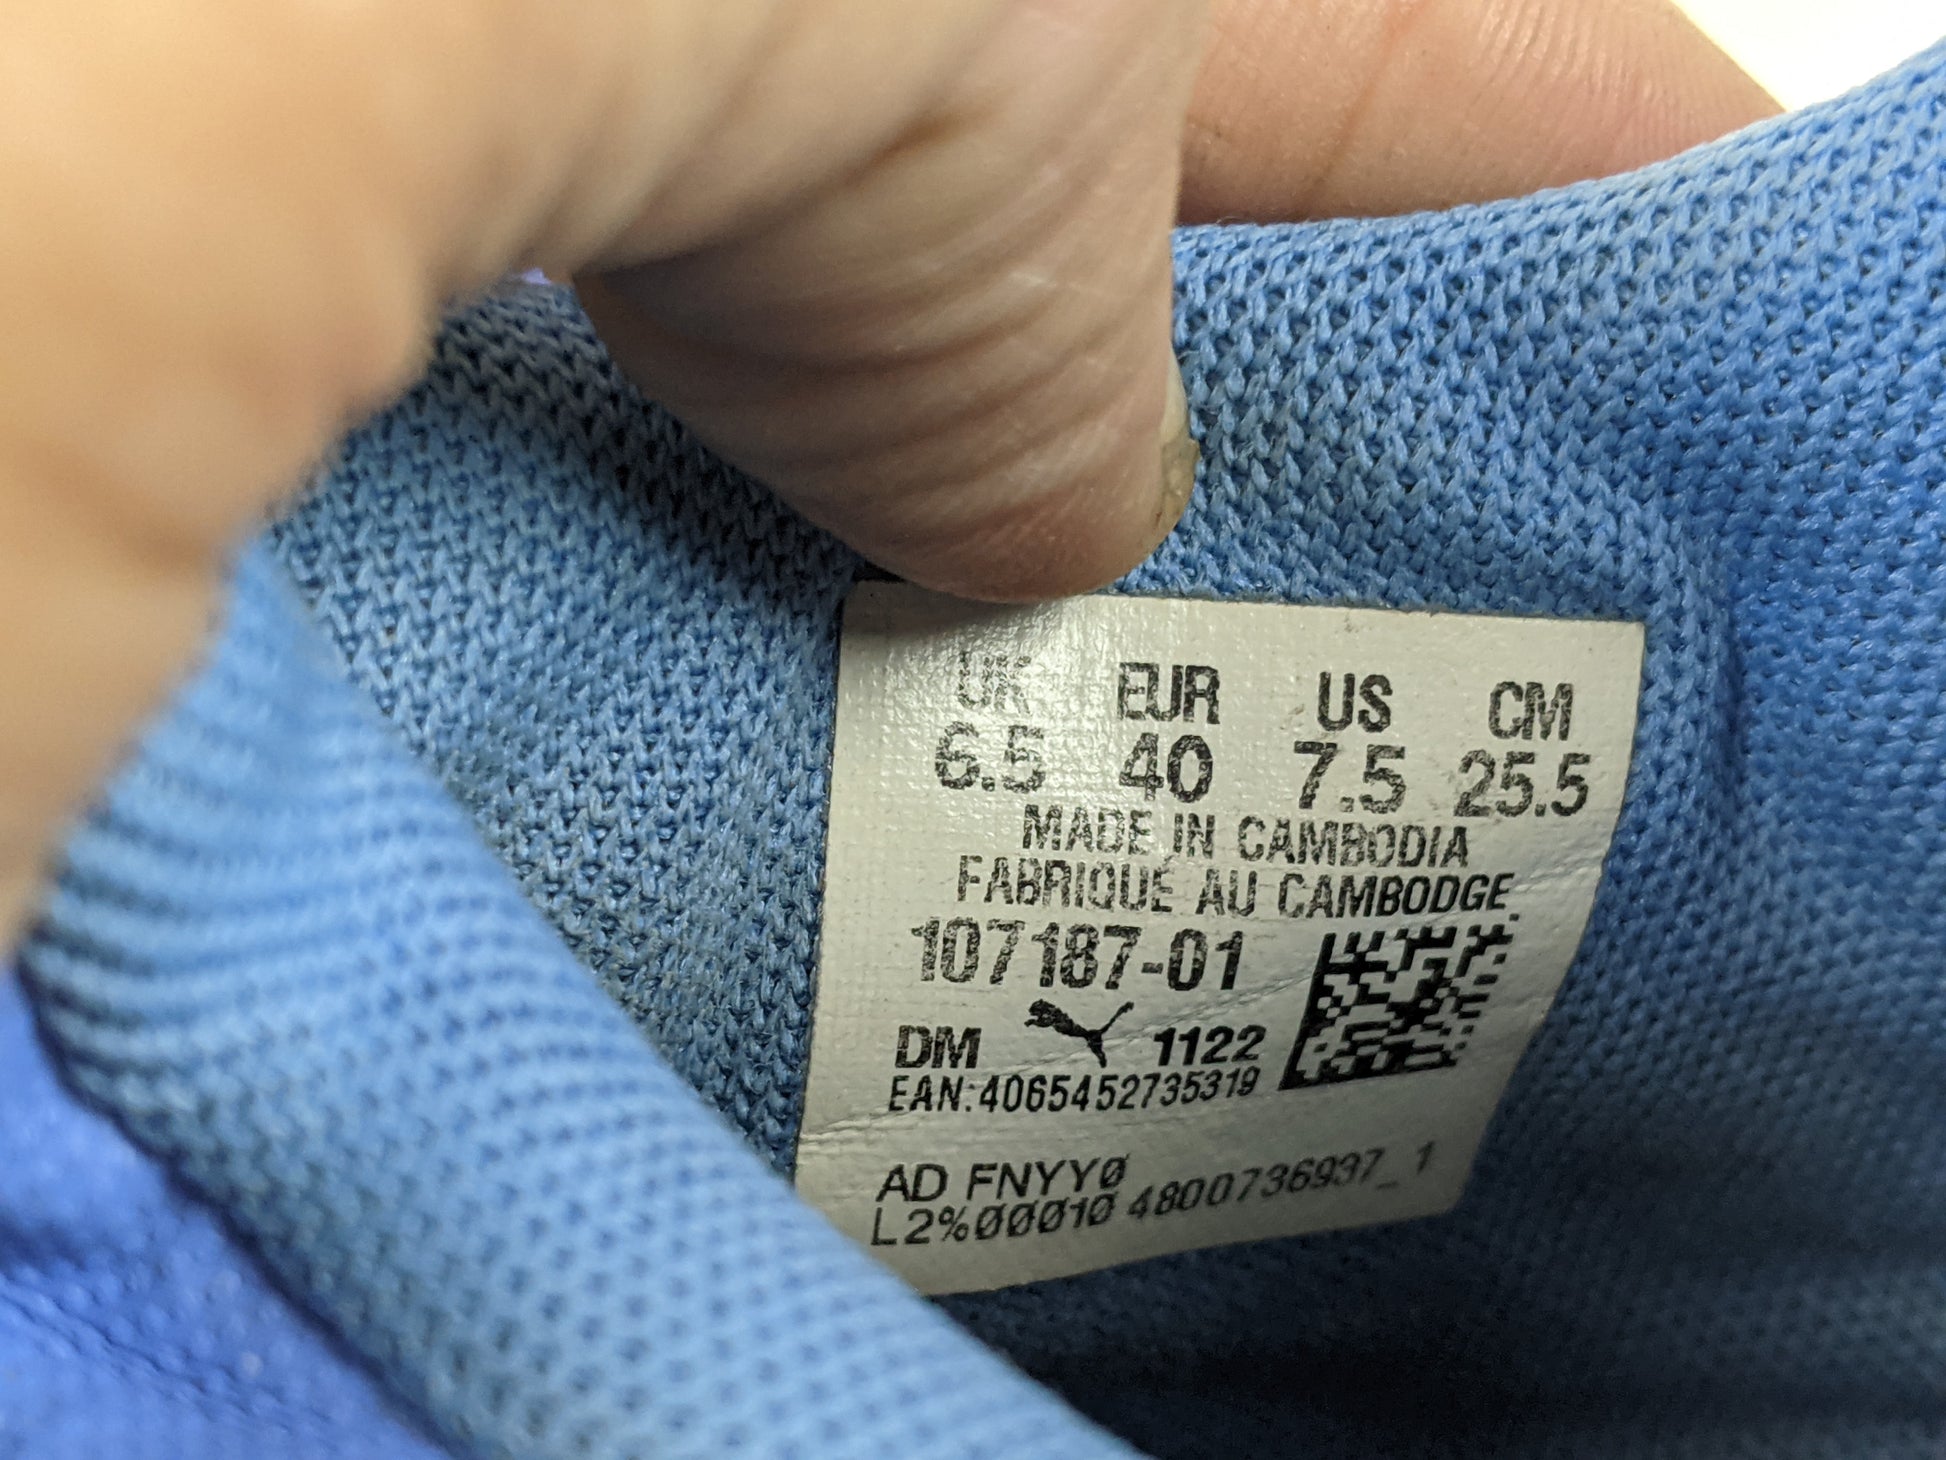 UK EUR US CM
6.5 40 7.5 25.5
MADE IN CAMBODIA
FABRIQUÉ AU CAMBODGE
107187-01
DM 1122
EAN:4065452735319
AD FNYY0
L2%00010 4800736937_1